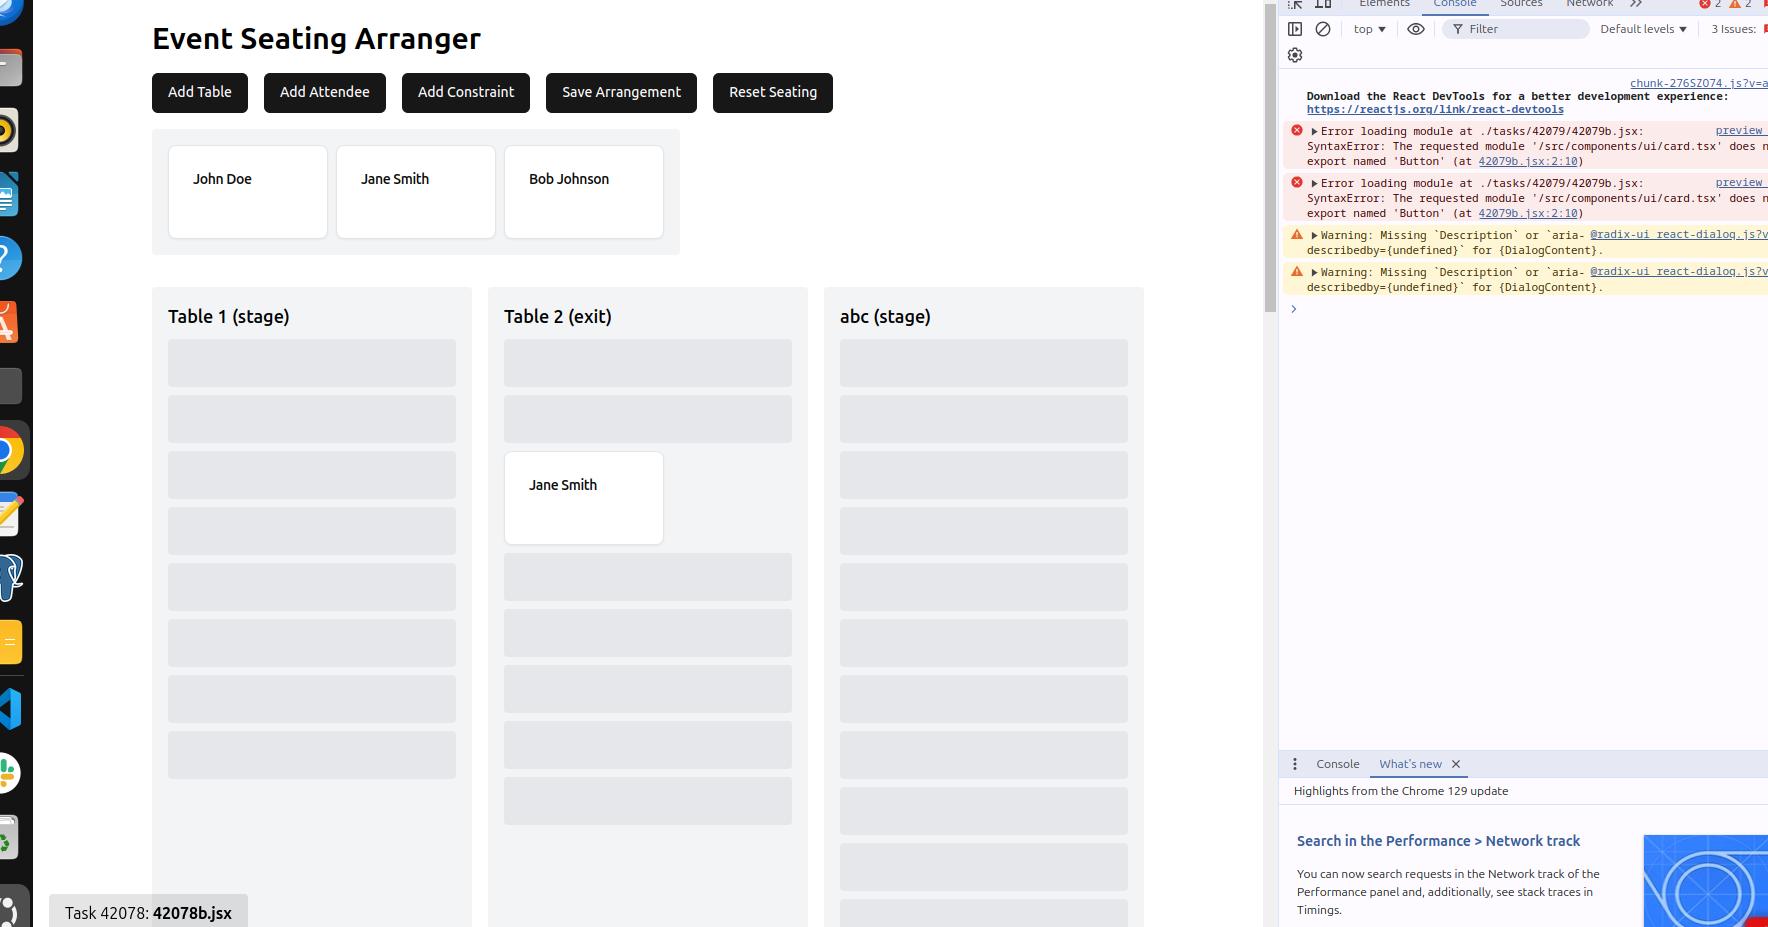 Event Seating Arranger
Add Table
Add Attendee
Add Constraint
Save Arrangement
Reset Seating
John Doe
Jane Smith
Bob Johnson
Table 1 (stage)
Table 2 (exit)
abc (stage)
Jane Smith
Task 42078: 42078b.jsx
Elements
Console
Sources
Network
2
2
top
Filter
Default levels
3 Issues:
chunk-276SZO74.js?v=a
Download the React DevTools for a better development experience:
https://reactjs.org/link/react-devtools
Error loading module at ./tasks/42079/42079b.jsx: preview
SyntaxError: The requested module '/src/components/ui/card.tsx' does n
export named 'Button' (at 42079b.jsx:2:10)
Error loading module at ./tasks/42079/42079b.jsx: preview
SyntaxError: The requested module '/src/components/ui/card.tsx' does n
export named 'Button' (at 42079b.jsx:2:10)
Warning: Missing `Description` or `aria- @radix-ui_react-dialog.js?v
describedby={undefined}` for {DialogContent}.
Warning: Missing `Description` or `aria- @radix-ui_react-dialog.js?v
describedby={undefined}` for {DialogContent}.
Console
What's new
Highlights from the Chrome 129 update
Search in the Performance > Network track
You can now search requests in the Network track of the
Performance panel and, additionally, see stack traces in
Timings.